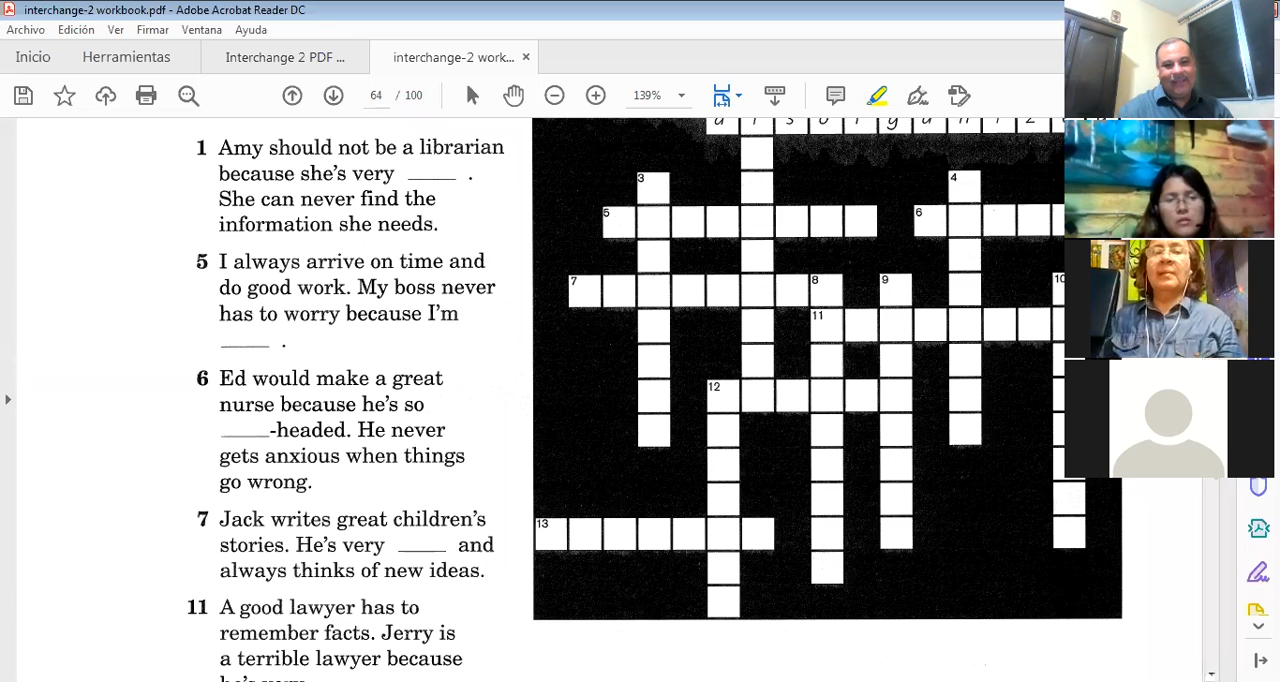 interchange-2 workbook.pdf - Adobe Acrobat Reader DC
Archivo Edición Ver Firmar Ventana Ayuda
Inicio Herramientas Interchange 2 PDF ... interchange-2 work... ×
64 / 100 139%
1 Amy should not be a librarian
because she's very _____ .
She can never find the
information she needs.
5 I always arrive on time and
do good work. My boss never
has to worry because I'm
_____ .
6 Ed would make a great
nurse because he's so
_____-headed. He never
gets anxious when things
go wrong.
7 Jack writes great children's
stories. He's very _____ and
always thinks of new ideas.
11 A good lawyer has to
remember facts. Jerry is
a terrible lawyer because
he's very
d i s o r g a n i z
3 4
5 6
7 8 9 10
11
12
13